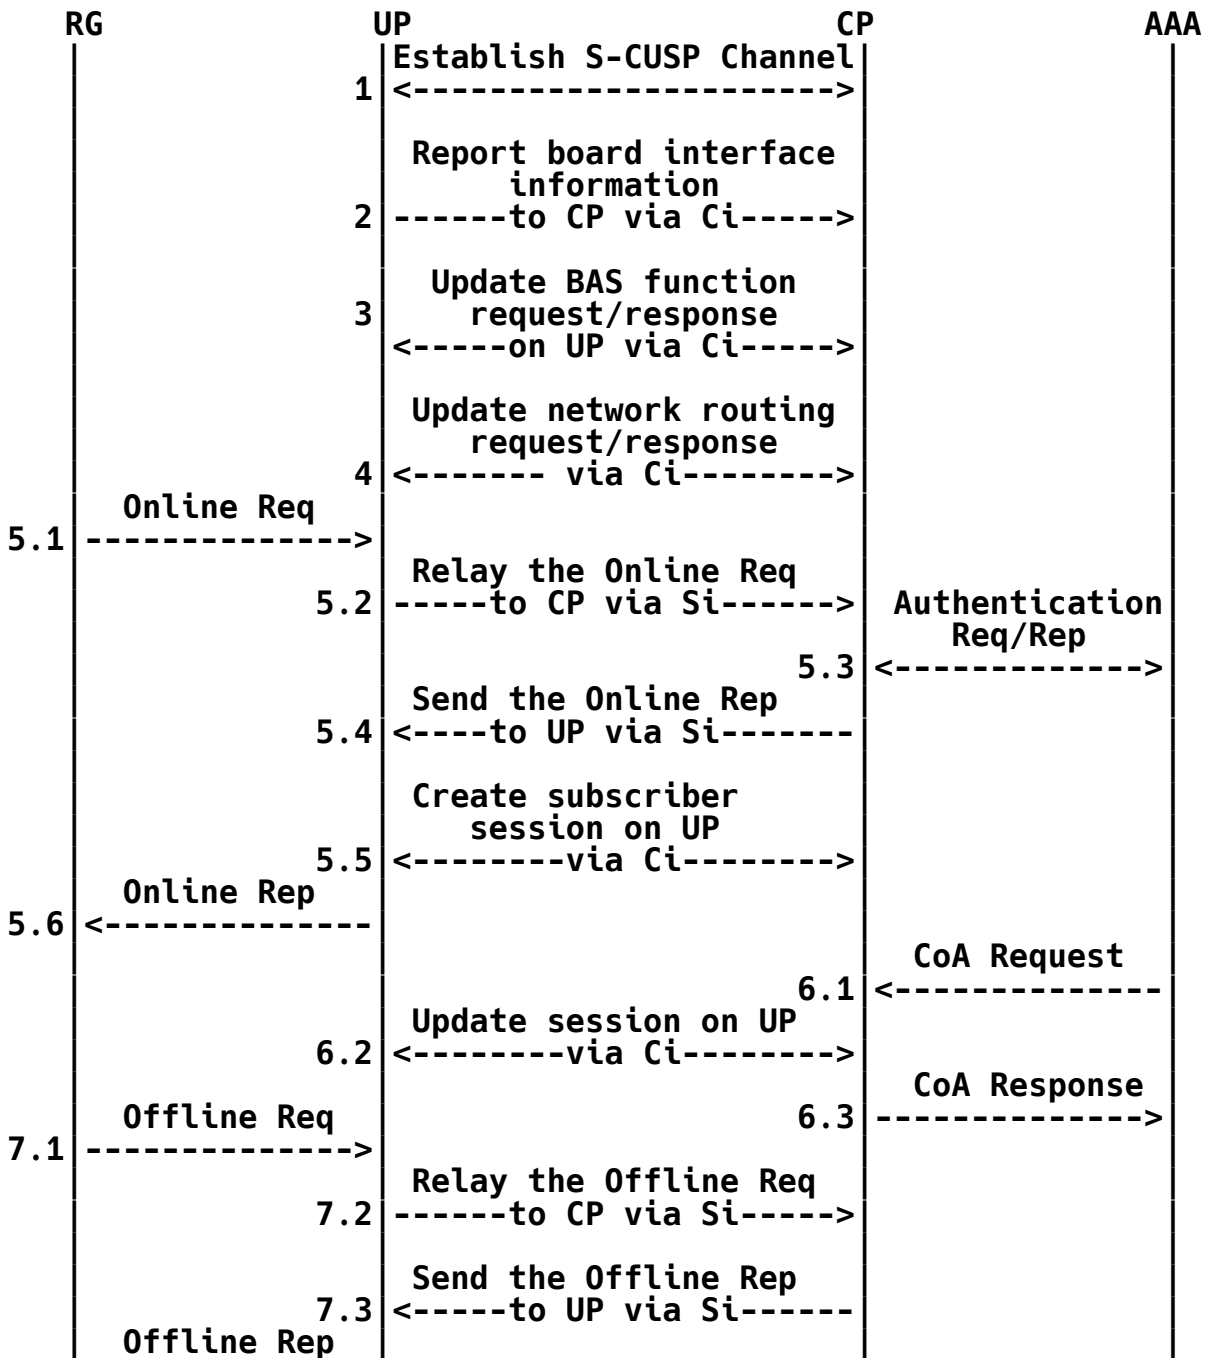 RG UP CP AAA
Establish S-CUSP Channel
1 <---------------------->
Report board interface
information
2 ------to CP via Ci----->
Update BAS function
3 request/response
<-----on UP via Ci----->
Update network routing
request/response
4 <------- via Ci-------->
Online Req
5.1 -------------->
Relay the Online Req
5.2 -----to CP via Si------> Authentication
Req/Rep
5.3 <------------->
Send the Online Rep
5.4 <----to UP via Si-------
Create subscriber
session on UP
5.5 <--------via Ci-------->
Online Rep
5.6 <--------------
CoA Request
6.1 <--------------
Update session on UP
6.2 <--------via Ci-------->
CoA Response
Offline Req 6.3 -------------->
7.1 -------------->
Relay the Offline Req
7.2 ------to CP via Si----->
Send the Offline Rep
7.3 <-----to UP via Si------
Offline Rep